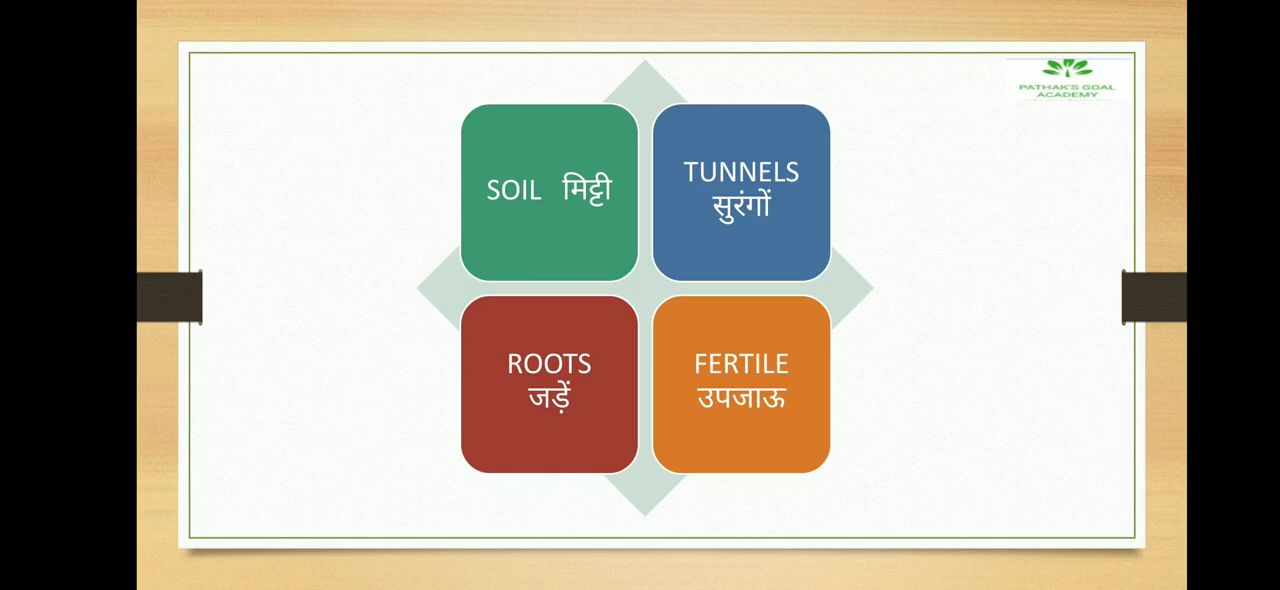 PATHAK'S GOAL
ACADEMY
SOIL मिट्टी
TUNNELS
सुरंगों
ROOTS
जड़ें
FERTILE
उपजाऊ